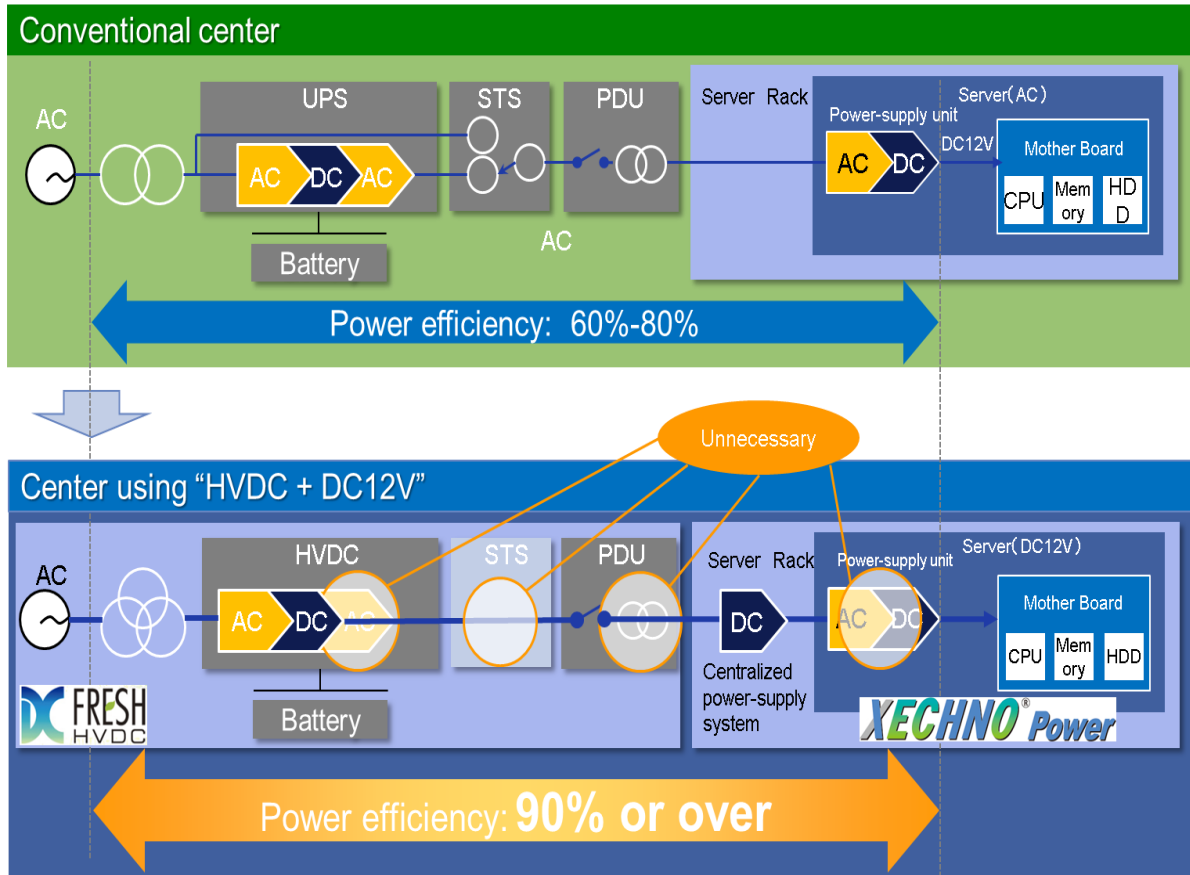 Conventional center
AC
UPS
STS
PDU
Server Rack
Server(AC)
Power-supply unit
DC12V
AC
DC
AC
AC
DC
Mother Board
CPU
Mem
ory
HD
D
AC
Battery
Power efficiency: 60%-80%
Unnecessary
Center using “HVDC + DC12V”
AC
HVDC
STS
PDU
Server Rack
Server(DC12V)
Power-supply unit
AC
DC
AC
DC
AC
DC
Mother Board
CPU
Mem
ory
HDD
Centralized
power-supply
system
Battery
DC FRESH
HVDC
XECHNO® Power
Power efficiency: 90% or over